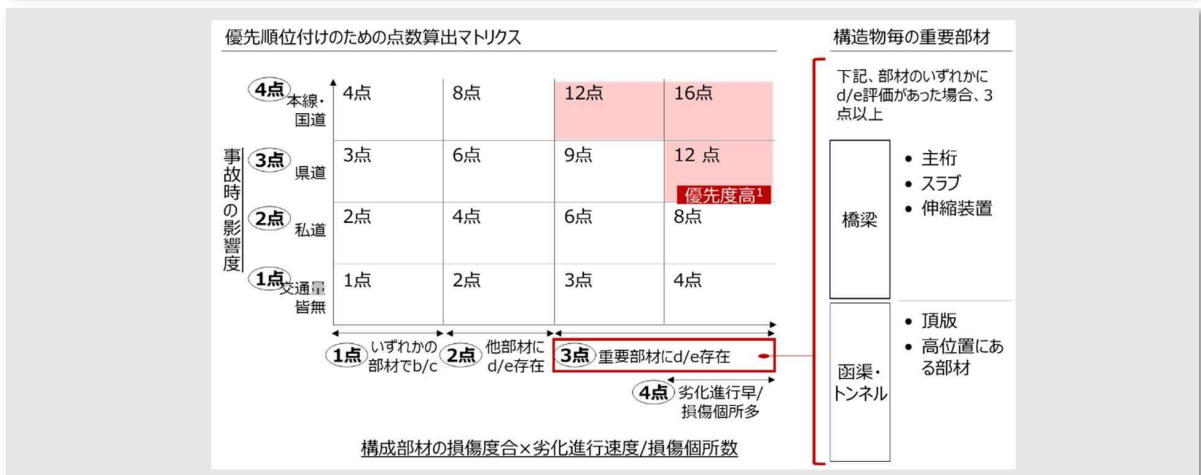 優先順位付けのための点数算出マトリクス
構造物毎の重要部材
事故時の影響度
4点
本線・
国道
4点
8点
12点
16点
3点
県道
3点
6点
9点
12 点
優先度高1
2点
私道
2点
4点
6点
8点
1点
交通量
皆無
1点
2点
3点
4点
1点
いずれかの
部材でb/c
2点
他部材に
d/e存在
3点
重要部材にd/e存在
4点
劣化進行早/
損傷個所多
構成部材の損傷度合×劣化進行速度/損傷個所数
下記、部材のいずれかに
d/e評価があった場合、3
点以上
橋梁
• 主桁
• スラブ
• 伸縮装置
函渠・
トンネル
• 頂版
• 高位置にあ
る部材